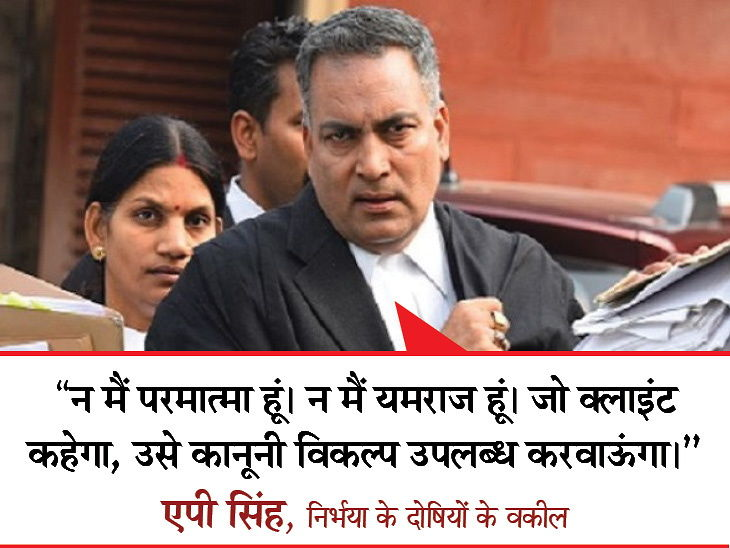 “न मैं परमात्मा हूं। न मैं यमराज हूं। जो क्लाइंट
कहेगा, उसे कानूनी विकल्प उपलब्ध करवाऊंगा।”
एपी सिंह, निर्भया के दोषियों के वकील